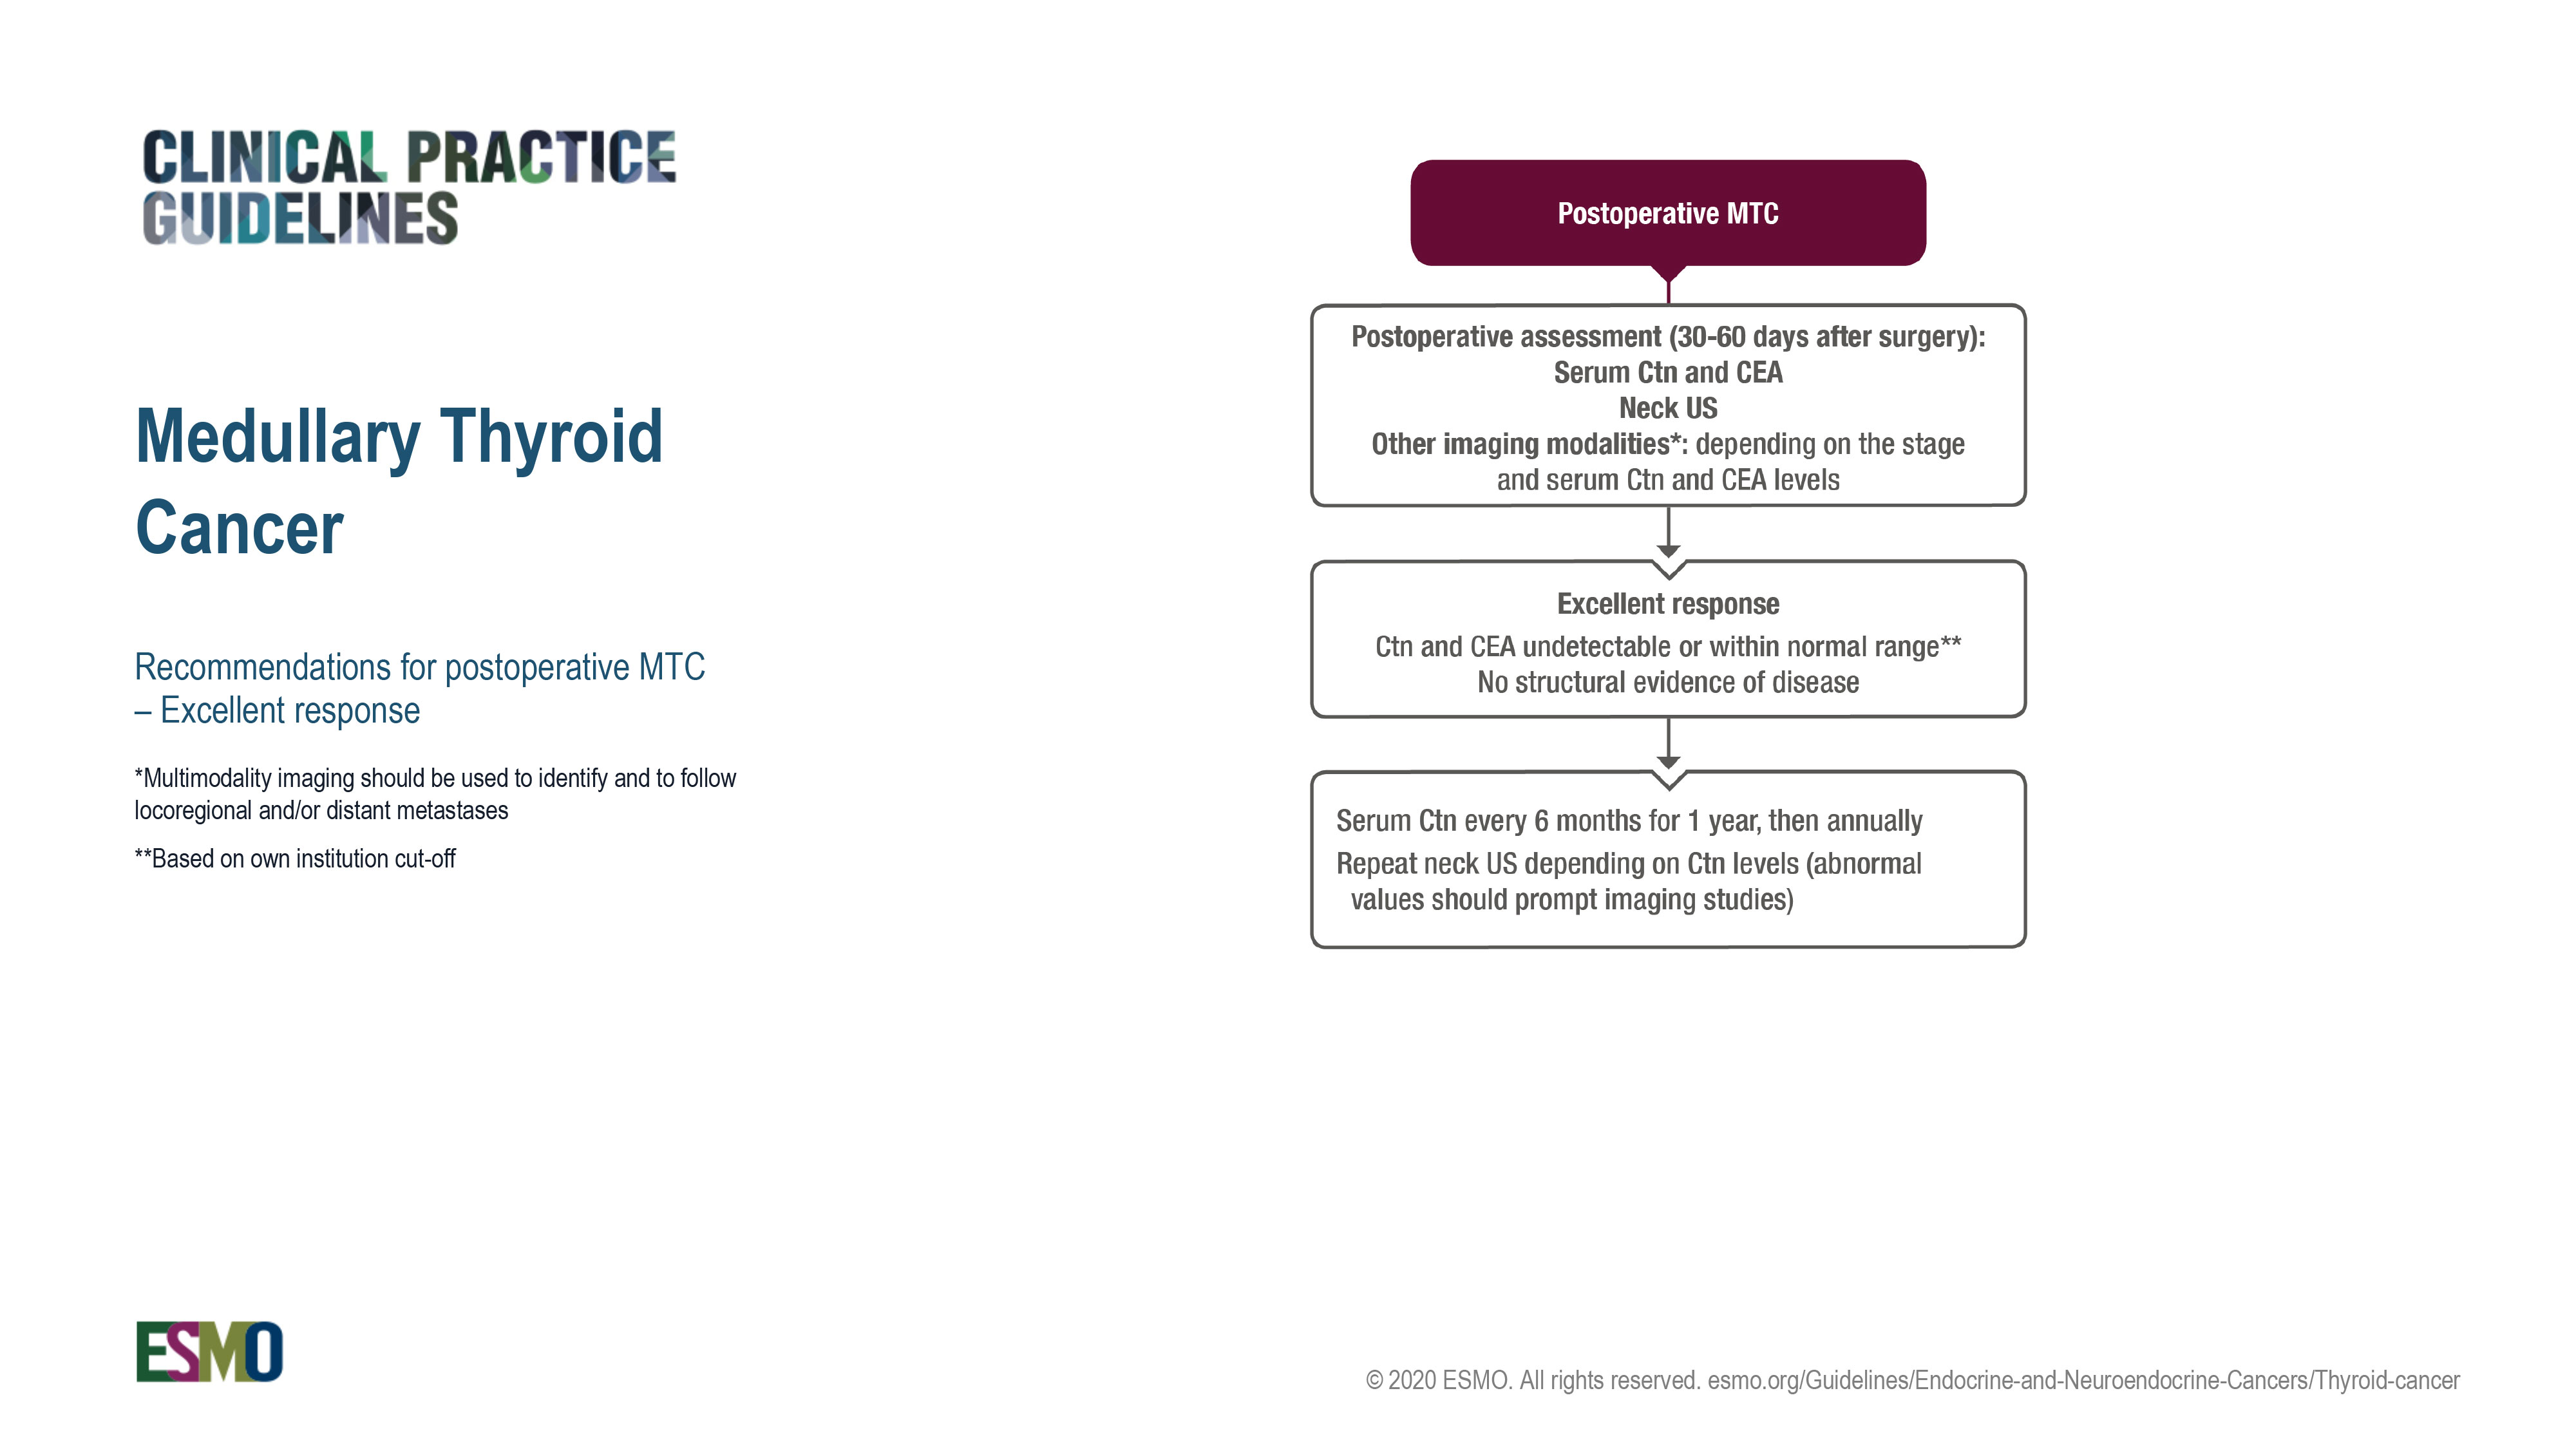 CLINICAL PRACTICE
GUIDELINES
Medullary Thyroid
Cancer
Recommendations for postoperative MTC
– Excellent response
*Multimodality imaging should be used to identify and to follow
locoregional and/or distant metastases
**Based on own institution cut-off
Postoperative MTC
Postoperative assessment (30-60 days after surgery):
Serum Ctn and CEA
Neck US
Other imaging modalities*: depending on the stage
and serum Ctn and CEA levels
Excellent response
Ctn and CEA undetectable or within normal range**
No structural evidence of disease
Serum Ctn every 6 months for 1 year, then annually
Repeat neck US depending on Ctn levels (abnormal
values should prompt imaging studies)
ESMO
© 2020 ESMO. All rights reserved. esmo.org/Guidelines/Endocrine-and-Neuroendocrine-Cancers/Thyroid-cancer